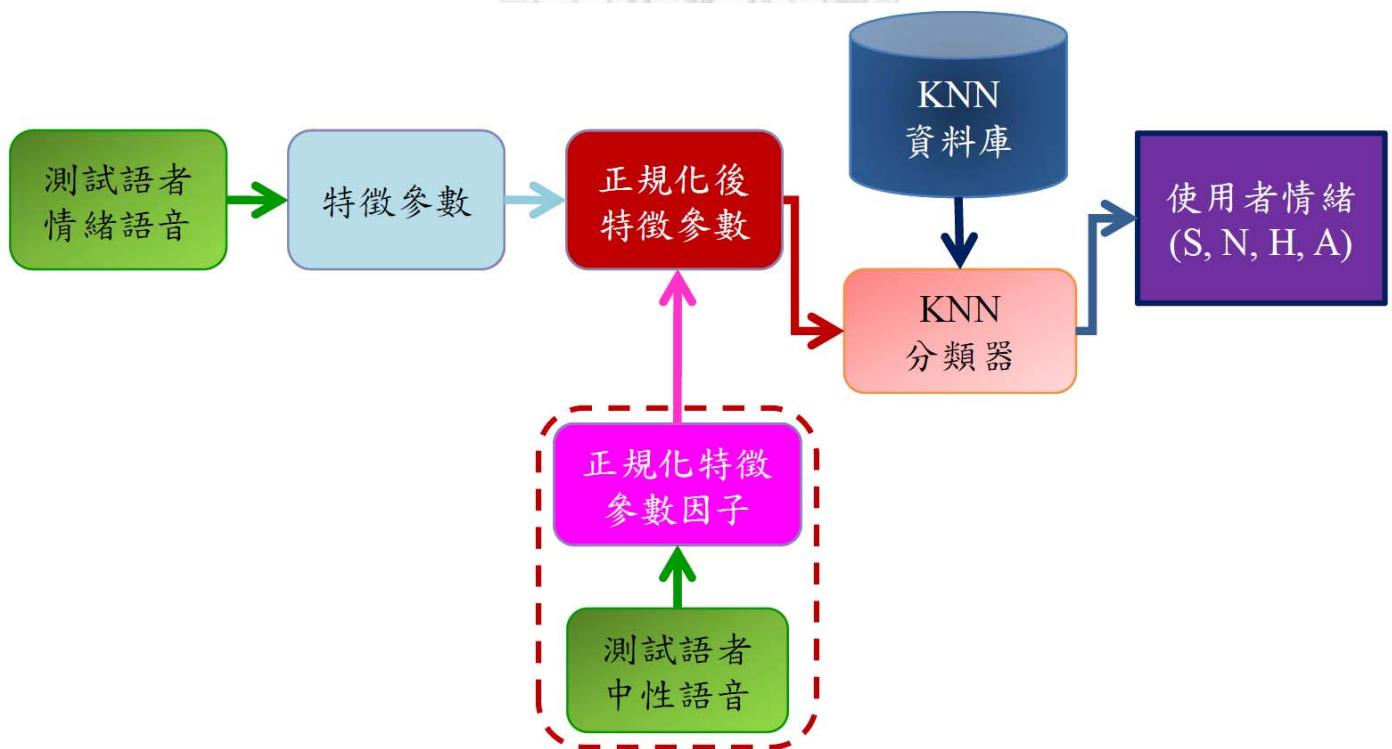 測試語者
情緒語音
特徵參數
正規化後
特徵參數
KNN
資料庫
KNN
分類器
使用者情緒
(S, N, H, A)
正規化特徵
參數因子
測試語者
中性語音